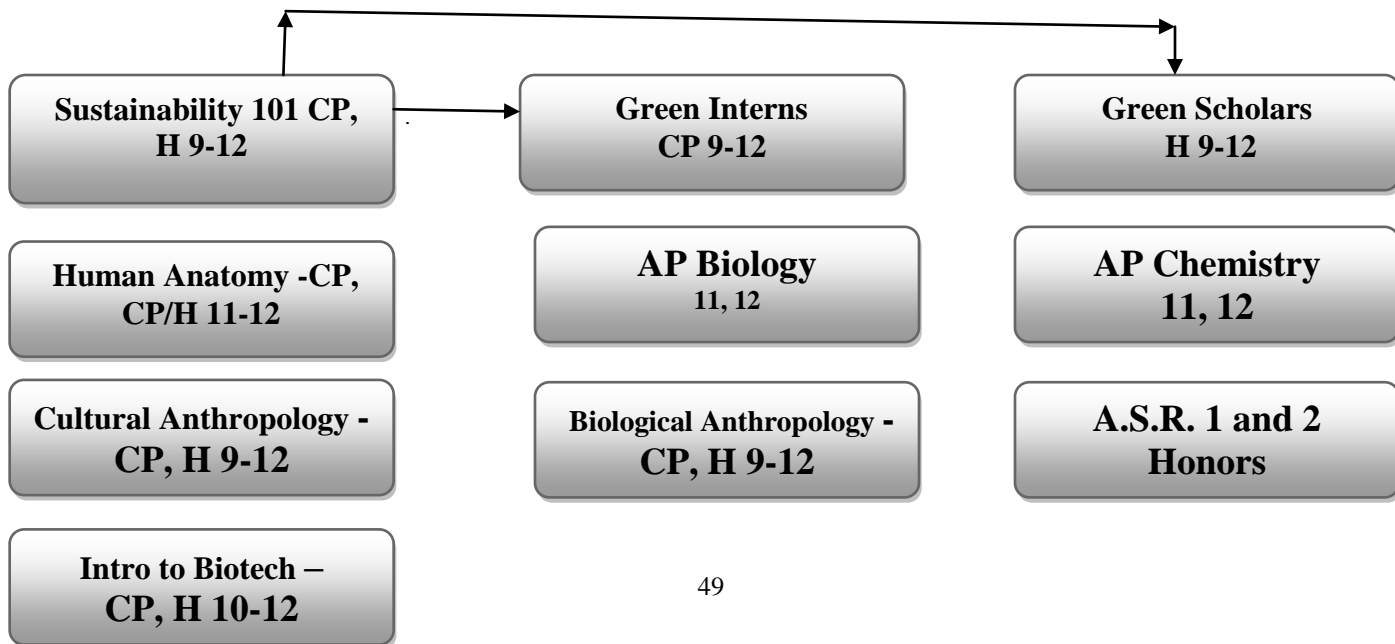 Sustainability 101 CP,
H 9-12
Green Interns
CP 9-12
Green Scholars
H 9-12
Human Anatomy -CP,
CP/H 11-12
AP Biology
11, 12
AP Chemistry
11, 12
Cultural Anthropology -
CP, H 9-12
Biological Anthropology -
CP, H 9-12
A.S.R. 1 and 2
Honors
Intro to Biotech –
CP, H 10-12
49